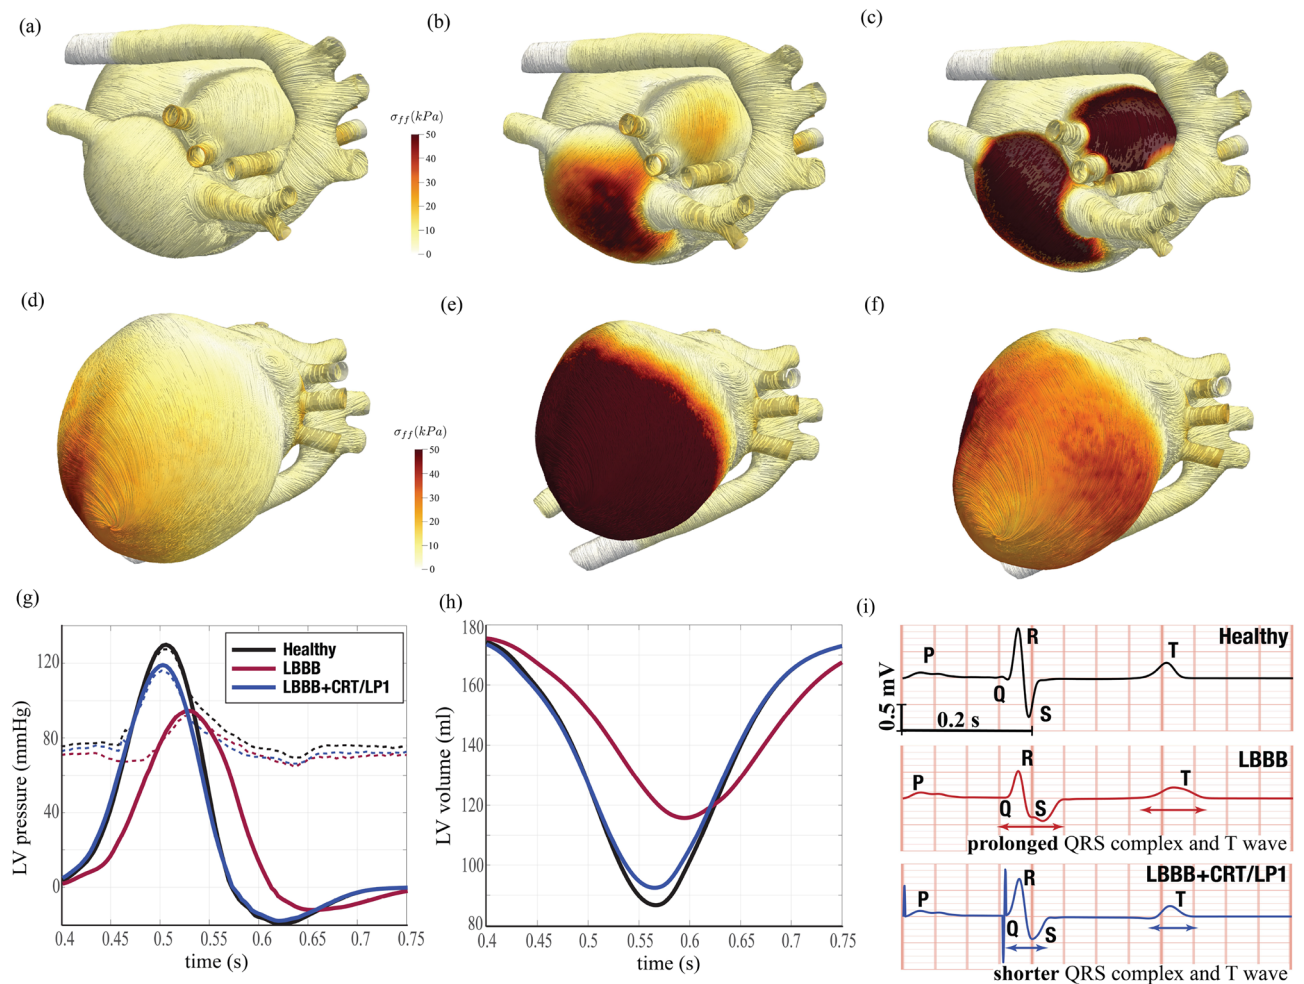 (a)
(b)
(c)
σff(kPa)
50
40
30
20
10
0
(d)
(e)
(f)
σff(kPa)
50
40
30
20
10
0
(g)
LV pressure (mmHg)
120
80
40
0
Healthy
LBBB
LBBB+CRT/LP1
0.4
0.45
0.5
0.55
0.6
0.65
0.7
0.75
time (s)
(h)
LV volume (ml)
180
160
140
120
100
80
0.4
0.45
0.5
0.55
0.6
0.65
0.7
0.75
time (s)
(i)
Healthy
P
R
Q
S
T
0.5 mV
0.2 s
LBBB
P
R
Q
S
T
prolonged QRS complex and T wave
LBBB+CRT/LP1
P
R
Q
S
T
shorter QRS complex and T wave